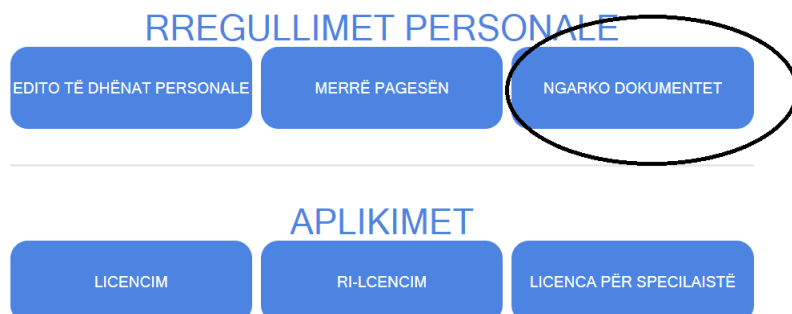 RREGULLIMET PERSONALE
EDITO TË DHËNAT PERSONALE
MERRË PAGESËN
NGARKO DOKUMENTET
APLIKIMET
LICENCIM
RI-LCENCIM
LICENCA PËR SPECILAISTË